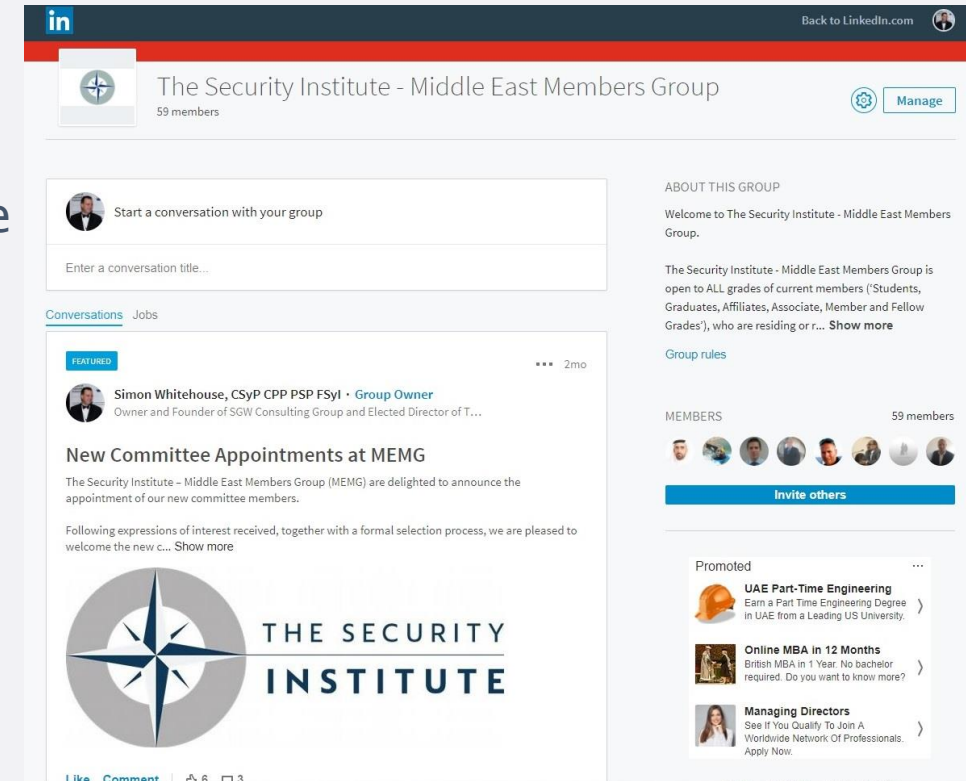 in
Back to LinkedIn.com
The Security Institute - Middle East Members Group
59 members
Manage
e
Start a conversation with your group
Enter a conversation title...
Conversations Jobs
FEATURED
2mo
Simon Whitehouse, CSyP CPP PSP FSyI • Group Owner
Owner and Founder of SGW Consulting Group and Elected Director of T...
New Committee Appointments at MEMG
The Security Institute – Middle East Members Group (MEMG) are delighted to announce the
appointment of our new committee members.
Following expressions of interest received, together with a formal selection process, we are pleased to
welcome the new c... Show more
THE SECURITY
INSTITUTE
Like Comment 6 3
ABOUT THIS GROUP
Welcome to The Security Institute - Middle East Members
Group.
The Security Institute - Middle East Members Group is
open to ALL grades of current members ('Students,
Graduates, Affiliates, Associate, Member and Fellow
Grades'), who are residing or r... Show more
Group rules
MEMBERS 59 members
Invite others
Promoted
UAE Part-Time Engineering
Earn a Part Time Engineering Degree
in UAE from a Leading US University.
Online MBA in 12 Months
British MBA in 1 Year. No bachelor
required. Do you want to know more?
Managing Directors
See If You Qualify To Join A
Worldwide Network Of Professionals.
Apply Now.